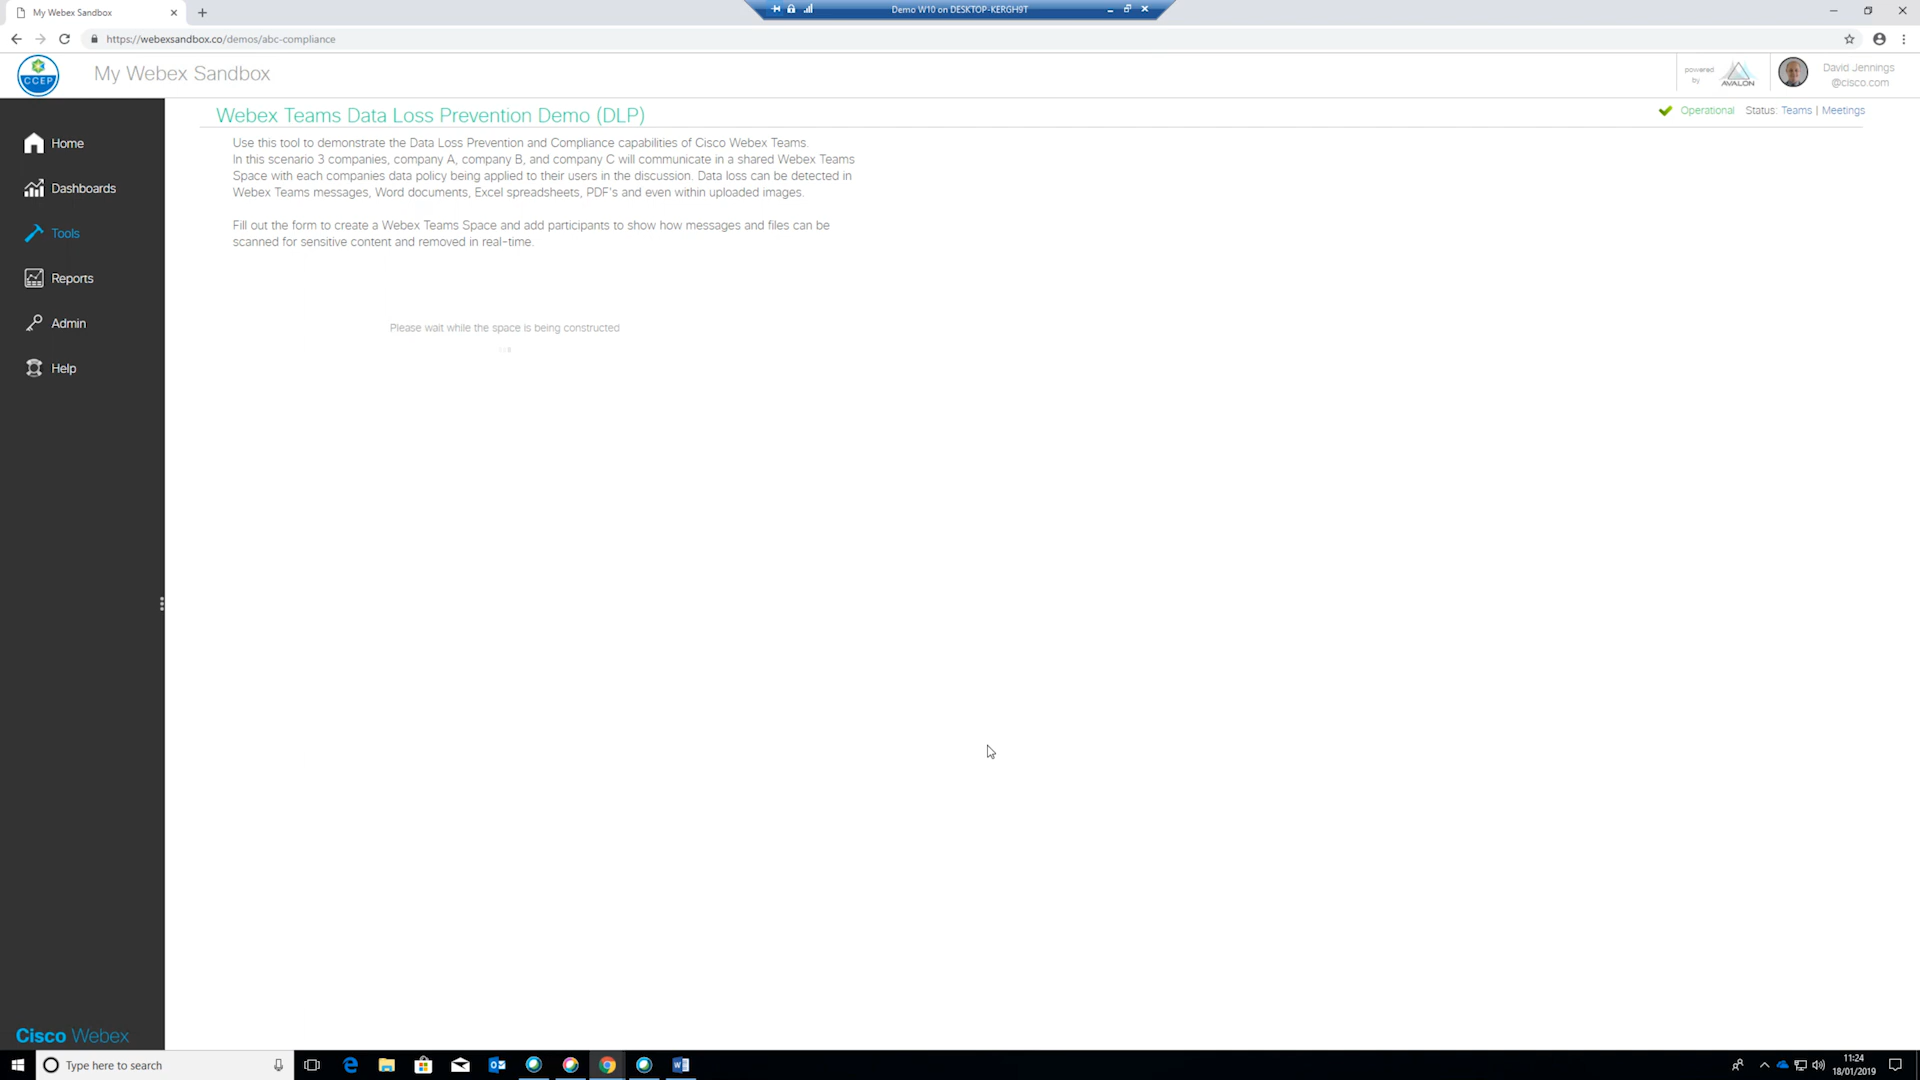 My Webex Sandbox
Demo W10 on DESKTOP-KERGH9T
https://webexsandbox.co/demos/abc-compliance
CCEP
My Webex Sandbox
powered
by
AVALON
David Jennings
@cisco.com
Webex Teams Data Loss Prevention Demo (DLP)
Operational Status: Teams | Meetings
Home
Dashboards
Tools
Reports
Admin
Help
Use this tool to demonstrate the Data Loss Prevention and Compliance capabilities of Cisco Webex Teams.
In this scenario 3 companies, company A, company B, and company C will communicate in a shared Webex Teams
Space with each companies data policy being applied to their users in the discussion. Data loss can be detected in
Webex Teams messages, Word documents, Excel spreadsheets, PDF's and even within uploaded images.
Fill out the form to create a Webex Teams Space and add participants to show how messages and files can be
scanned for sensitive content and removed in real-time.
Please wait while the space is being constructed
Cisco Webex
Type here to search
11:24
18/01/2019